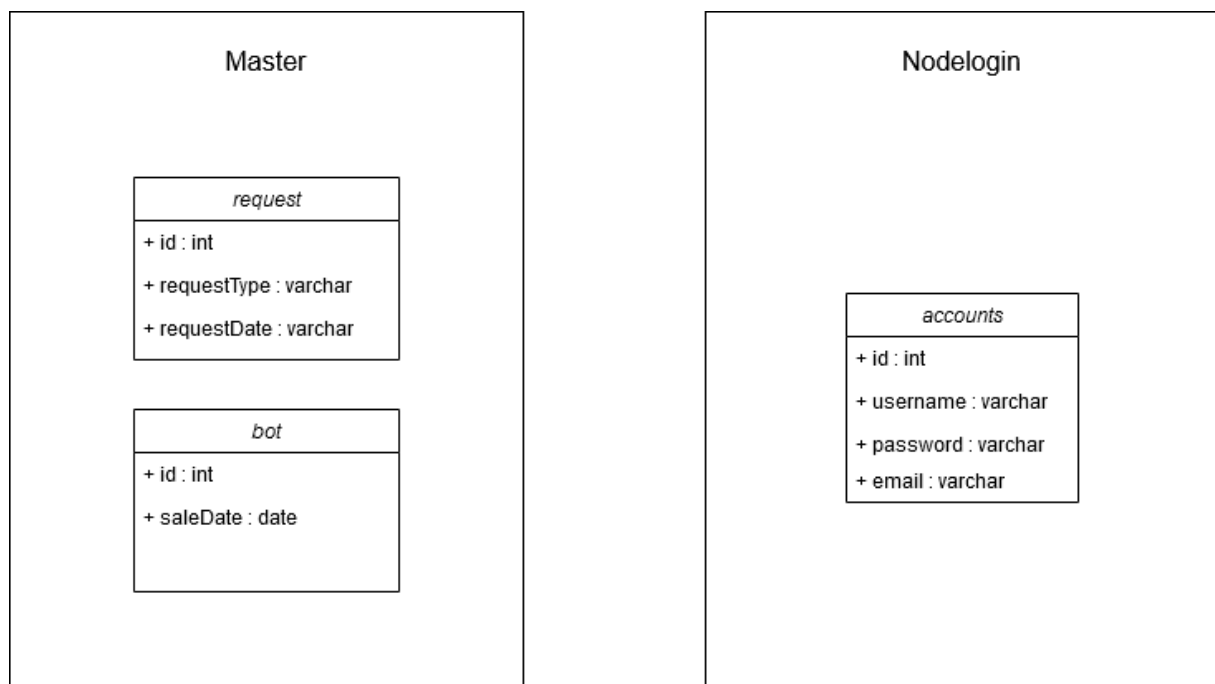 Master
request
+ id : int
+ requestType : varchar
+ requestDate : varchar
bot
+ id : int
+ saleDate : date
Nodelogin
accounts
+ id : int
+ username : varchar
+ password : varchar
+ email : varchar